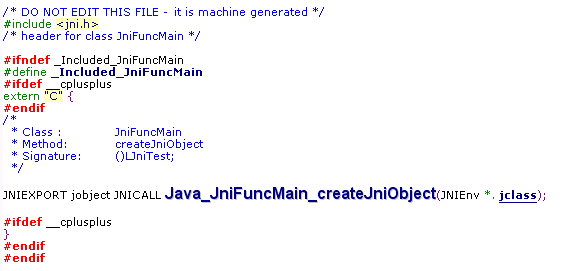 /* DO NOT EDIT THIS FILE - it is machine generated */
#include <jni.h>
/* header for class JniFuncMain */
#ifndef _Included_JniFuncMain
#define _Included_JniFuncMain
#ifdef __cplusplus
extern "C" {
#endif
/*
* Class : JniFuncMain
* Method: createJniObject
* Signature: ()LJniTest;
*/
JNIEXPORT jobject JNICALL Java_JniFuncMain_createJniObject(JNIEnv *. jclass);
#ifdef __cplusplus
}
#endif
#endif